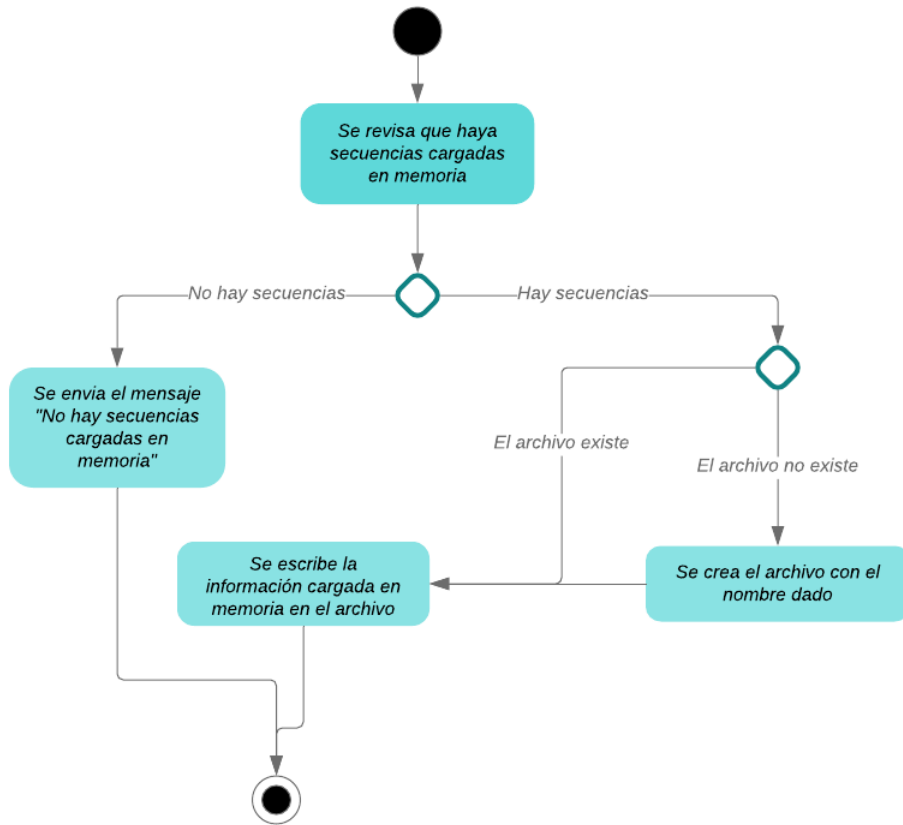 Se revisa que haya
secuencias cargadas
en memoria
No hay secuencias
Hay secuencias
Se envia el mensaje
"No hay secuencias
cargadas en
memoria"
El archivo existe
El archivo no existe
Se escribe la
información cargada en
memoria en el archivo
Se crea el archivo con el
nombre dado